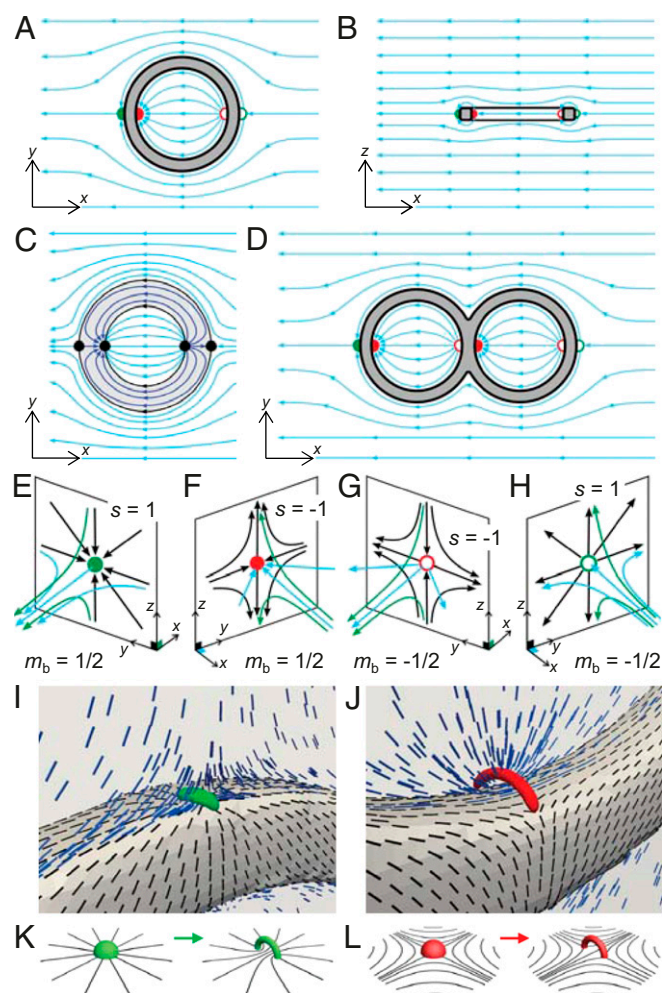 A
B
y
x
z
x
C
D
y
x
y
x
E
F
G
H
s = 1
s = -1
s = -1
s = 1
z
y
x
z
y
x
z
y
x
z
y
x
m_b = 1/2
m_b = 1/2
m_b = -1/2
m_b = -1/2
I
J
K
L